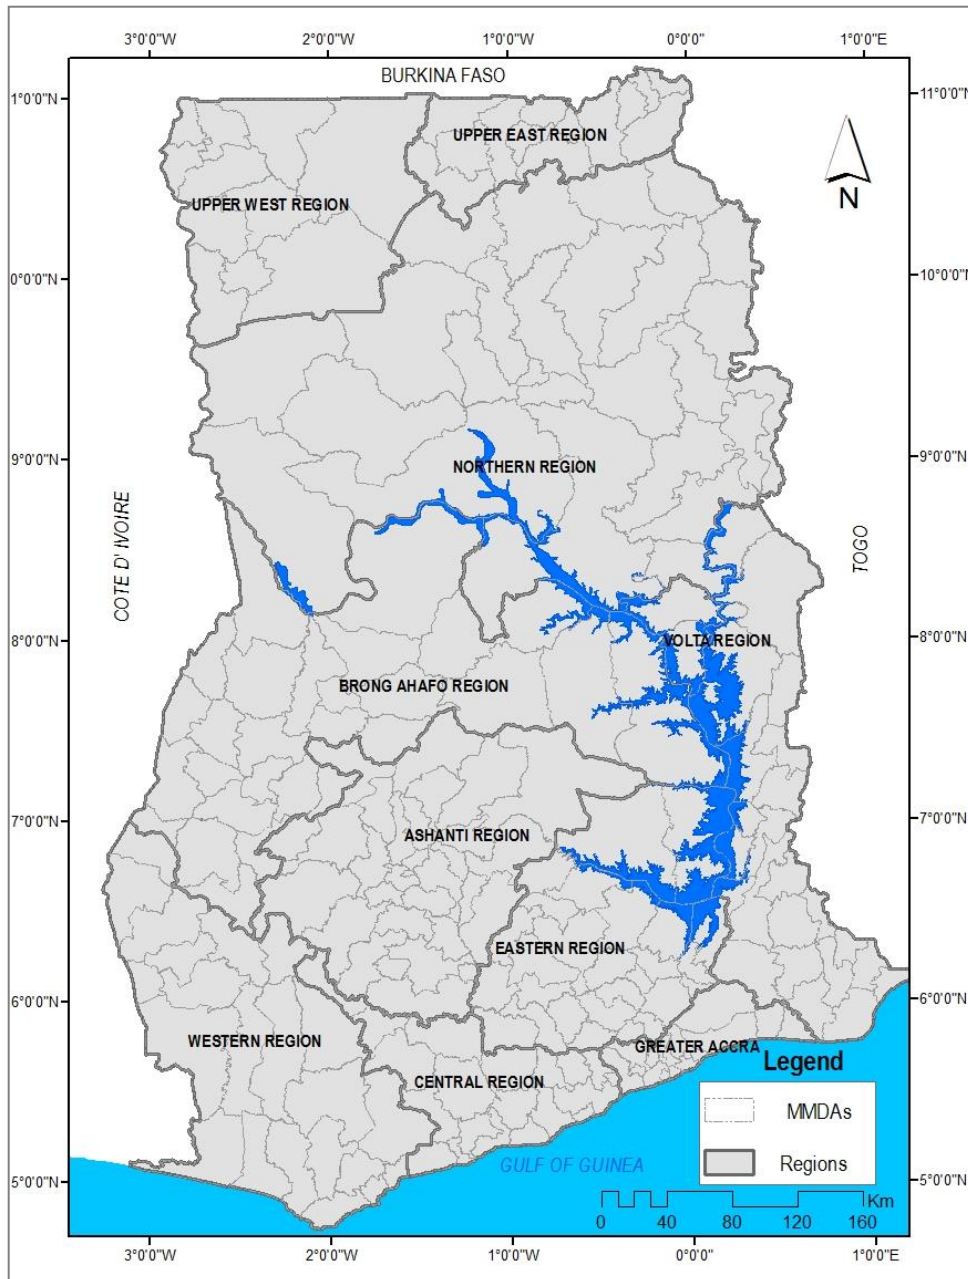 3°0'0"W 2°0'0"W 1°0'0"W 0°0'0" 1°0'0"E
BURKINA FASO
1°0'0"N 11°0'0"N
UPPER EAST REGION
N
UPPER WEST REGION
0°0'0"N 10°0'0"N
9°0'0"N 9°0'0"N
NORTHERN REGION
COTE D' IVOIRE
TOGO
8°0'0"N 8°0'0"N
VOLTA REGION
BRONG AHAFO REGION
7°0'0"N 7°0'0"N
ASHANTI REGION
EASTERN REGION
6°0'0"N 6°0'0"N
WESTERN REGION
GREATER ACCRA
Legend
CENTRAL REGION
MMDAs
GULF OF GUINEA
Regions
5°0'0"N 5°0'0"N
Km
0 40 80 120 160
3°0'0"W 2°0'0"W 1°0'0"W 0°0'0" 1°0'0"E